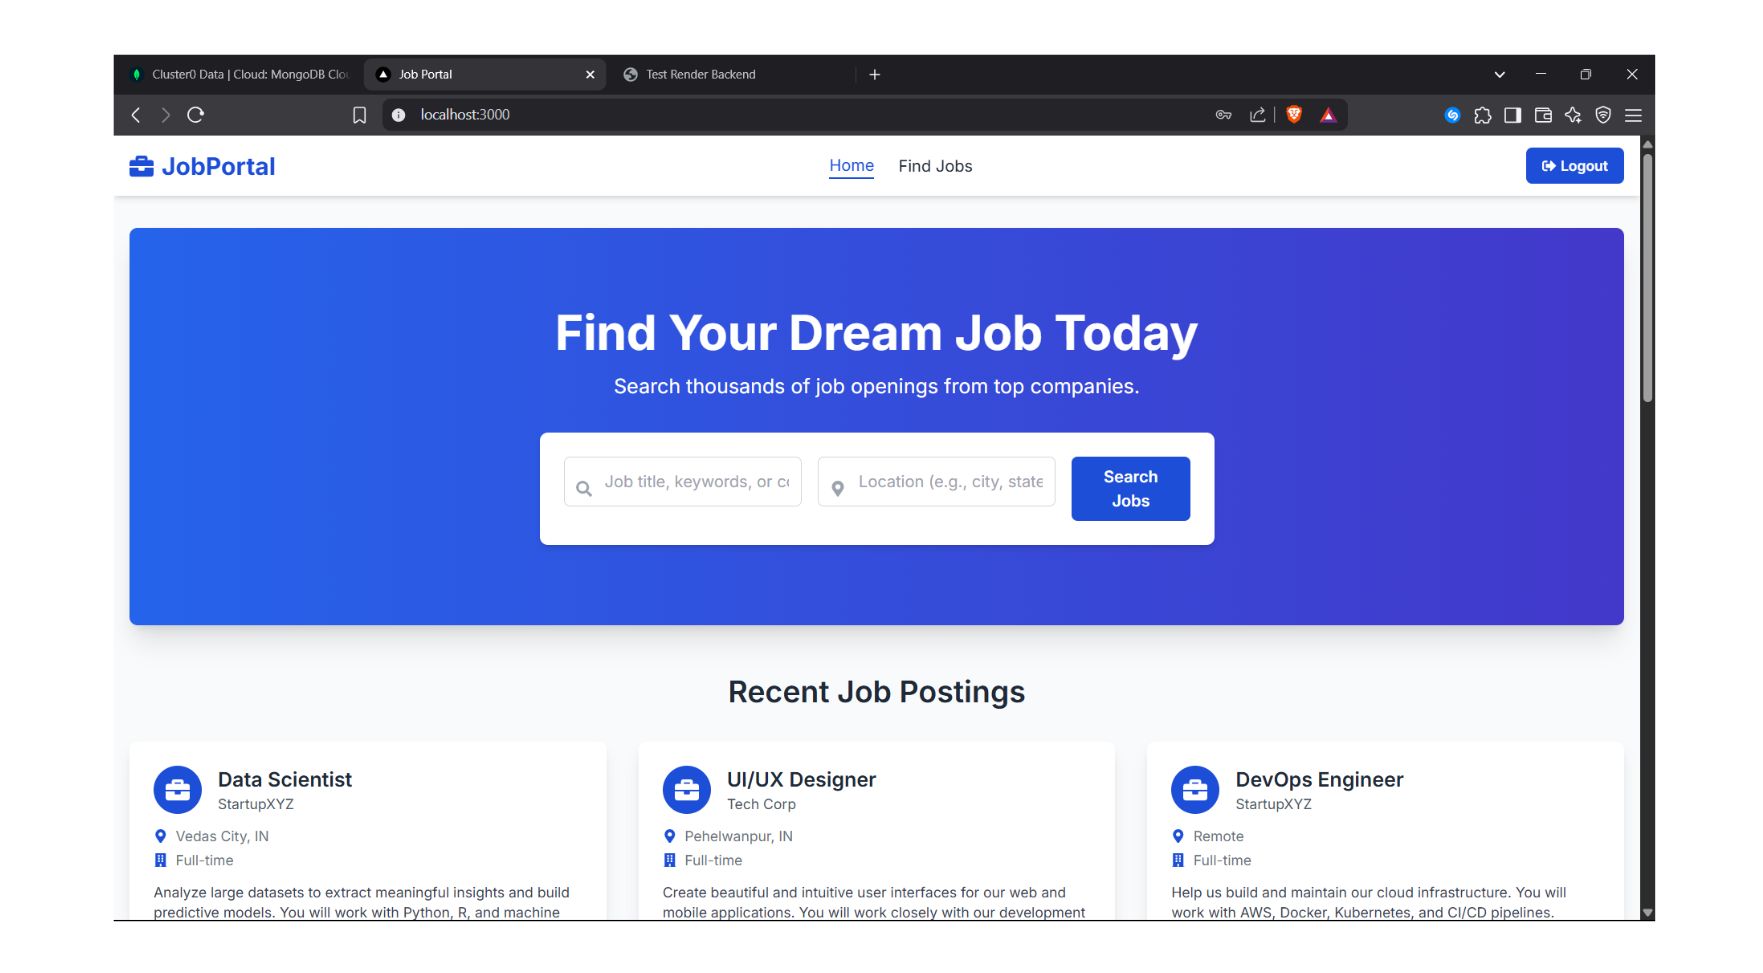 Cluster0 Data | Cloud: MongoDB Clou
Job Portal
Test Render Backend
localhost:3000
JobPortal
Home
Find Jobs
Logout
Find Your Dream Job Today
Search thousands of job openings from top companies.
Job title, keywords, or co
Location (e.g., city, state
Search
Jobs
Recent Job Postings
Data Scientist
StartupXYZ
Vedas City, IN
Full-time
Analyze large datasets to extract meaningful insights and build
predictive models. You will work with Python, R, and machine
UI/UX Designer
Tech Corp
Pehelwanpur, IN
Full-time
Create beautiful and intuitive user interfaces for our web and
mobile applications. You will work closely with our development
DevOps Engineer
StartupXYZ
Remote
Full-time
Help us build and maintain our cloud infrastructure. You will
work with AWS, Docker, Kubernetes, and CI/CD pipelines.